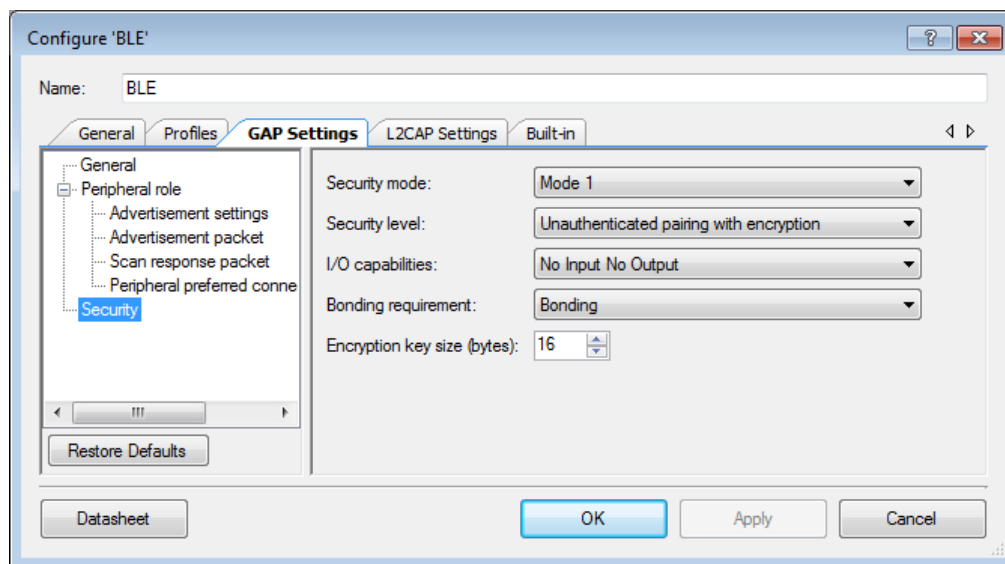 Configure 'BLE'
Name: BLE
General Profiles GAP Settings L2CAP Settings Built-in
General
Peripheral role
Advertisement settings
Advertisement packet
Scan response packet
Peripheral preferred conne
Security
Restore Defaults
Security mode: Mode 1
Security level: Unauthenticated pairing with encryption
I/O capabilities: No Input No Output
Bonding requirement: Bonding
Encryption key size (bytes): 16
Datasheet OK Apply Cancel